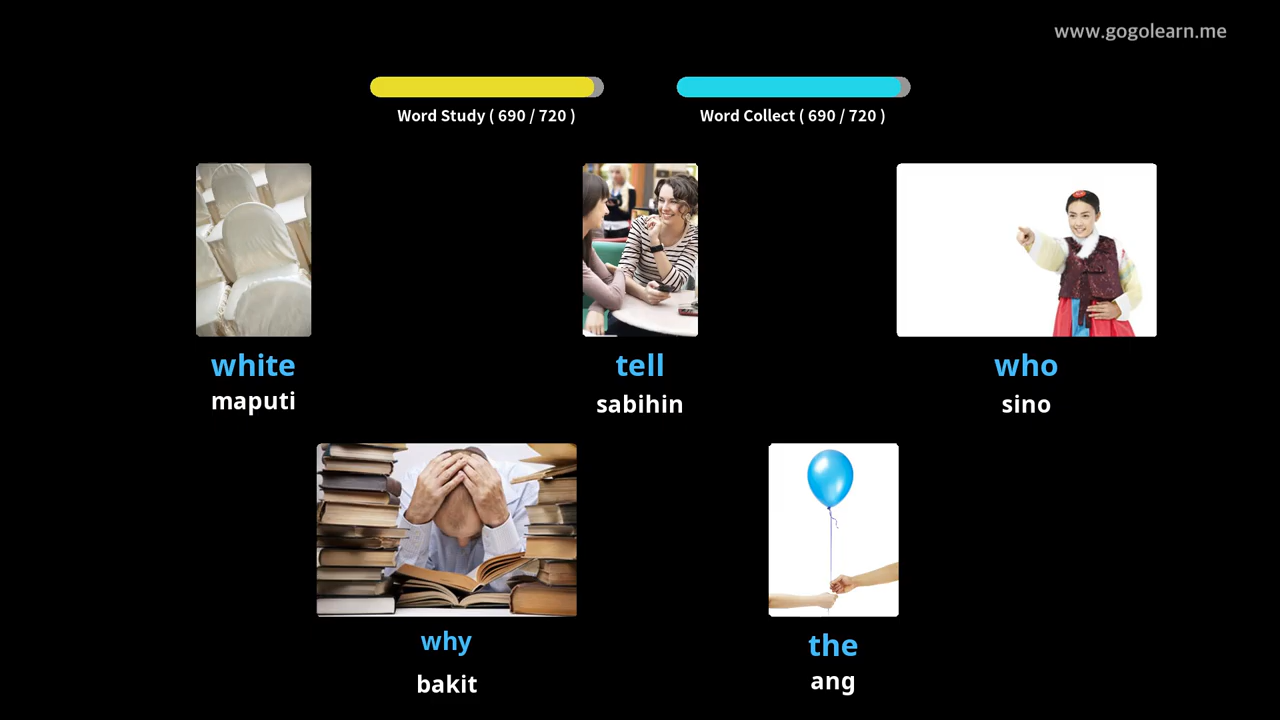 www.gogolearn.me
Word Study ( 690 / 720 )
Word Collect ( 690 / 720 )
white
maputi
tell
sabihin
who
sino
why
bakit
the
ang